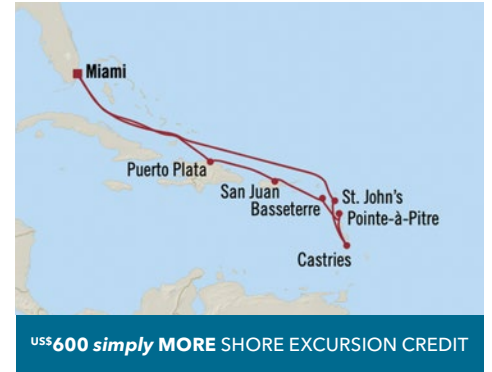 Miami
Puerto Plata
San Juan
St. John's
Basseterre
Pointe-à-Pitre
Castries
US$600 simply MORE SHORE EXCURSION CREDIT